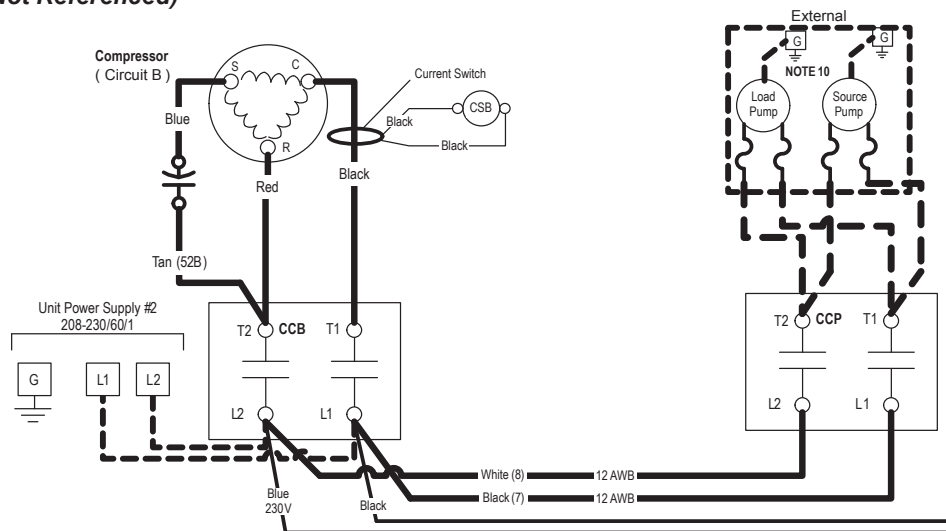 Not Referenced)
External
G
G
NOTE 10
Load
Pump
Source
Pump
Compressor
( Circuit B )
S
C
R
Current Switch
CSB
Black
Black
Blue
Red
Black
Tan (52B)
Unit Power Supply #2
208-230/60/1
G
L1
L2
T2
CCB
T1
L2
L1
T2
CCP
T1
L2
L1
White (8)
12 AWB
Black (7)
12 AWB
Blue
230V
Black